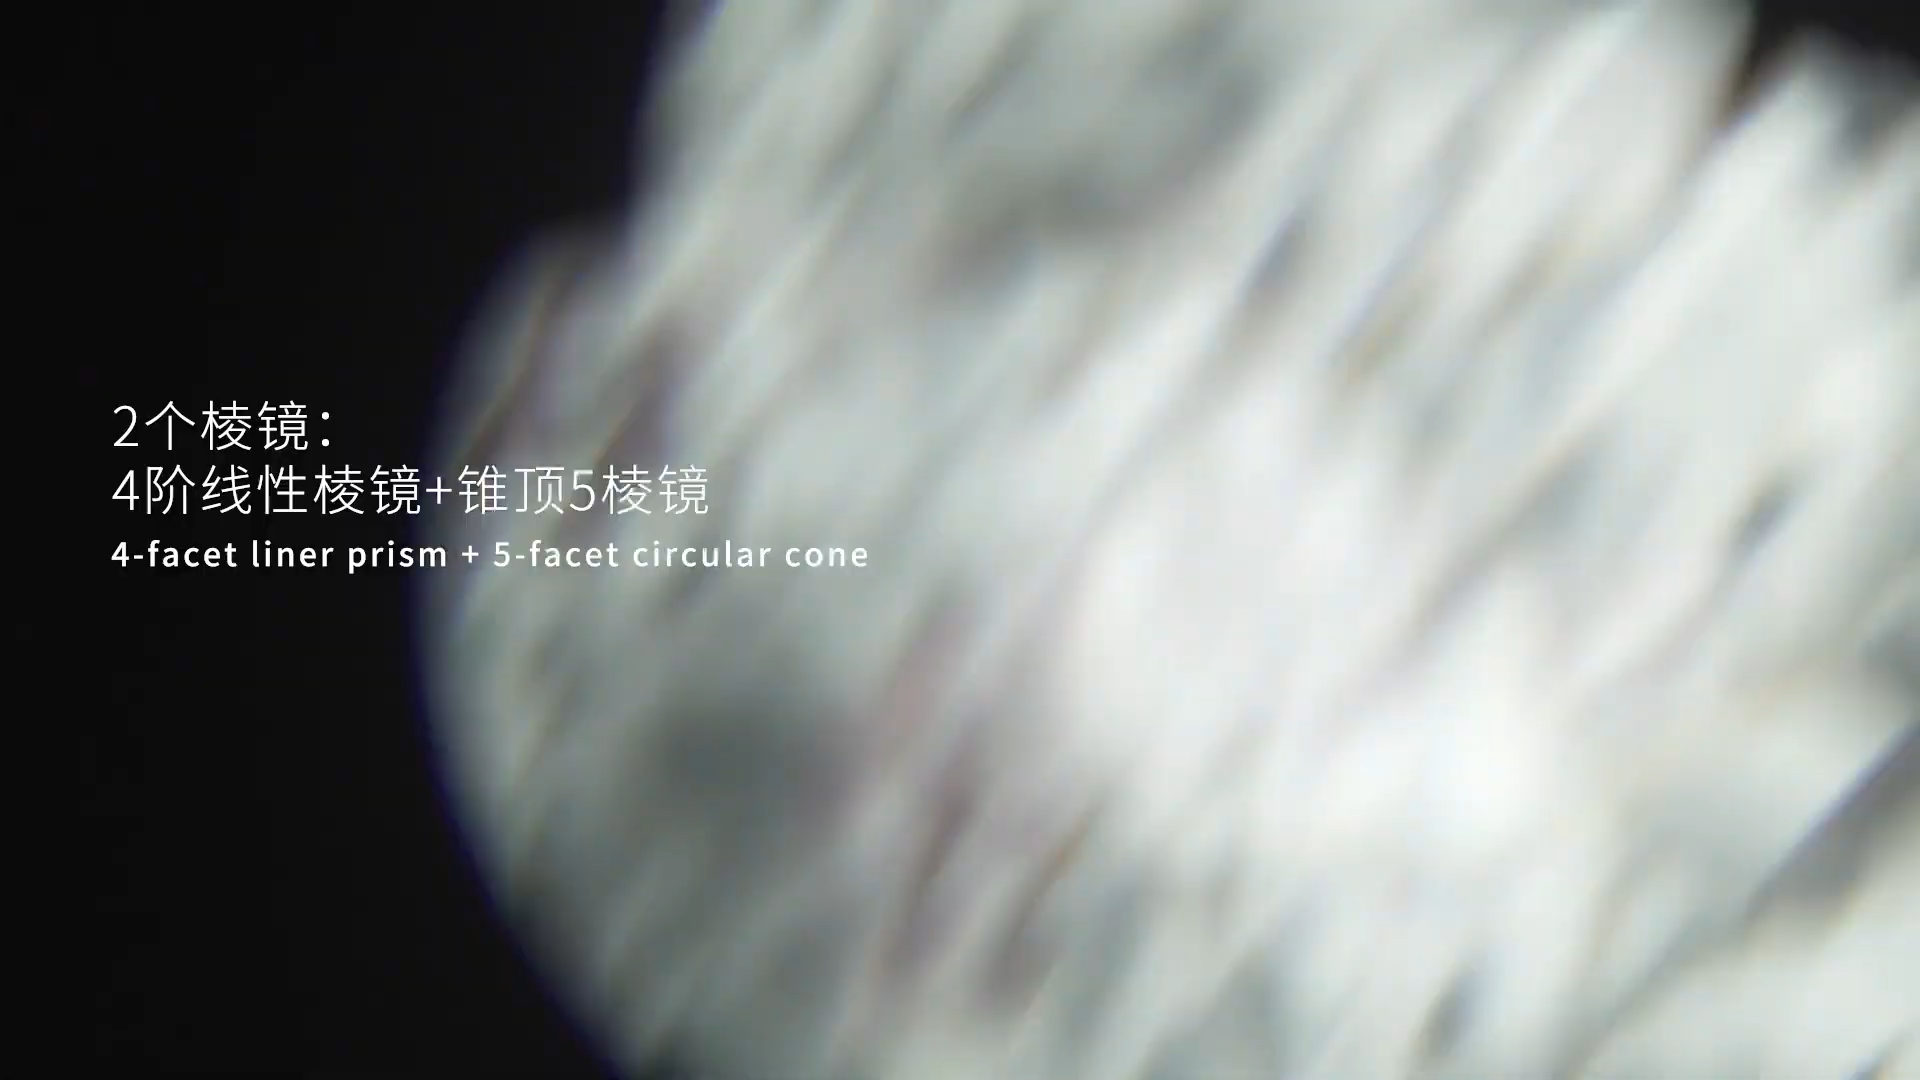 2个棱镜：
4阶线性棱镜+锥顶5棱镜
4-facet liner prism + 5-facet circular cone